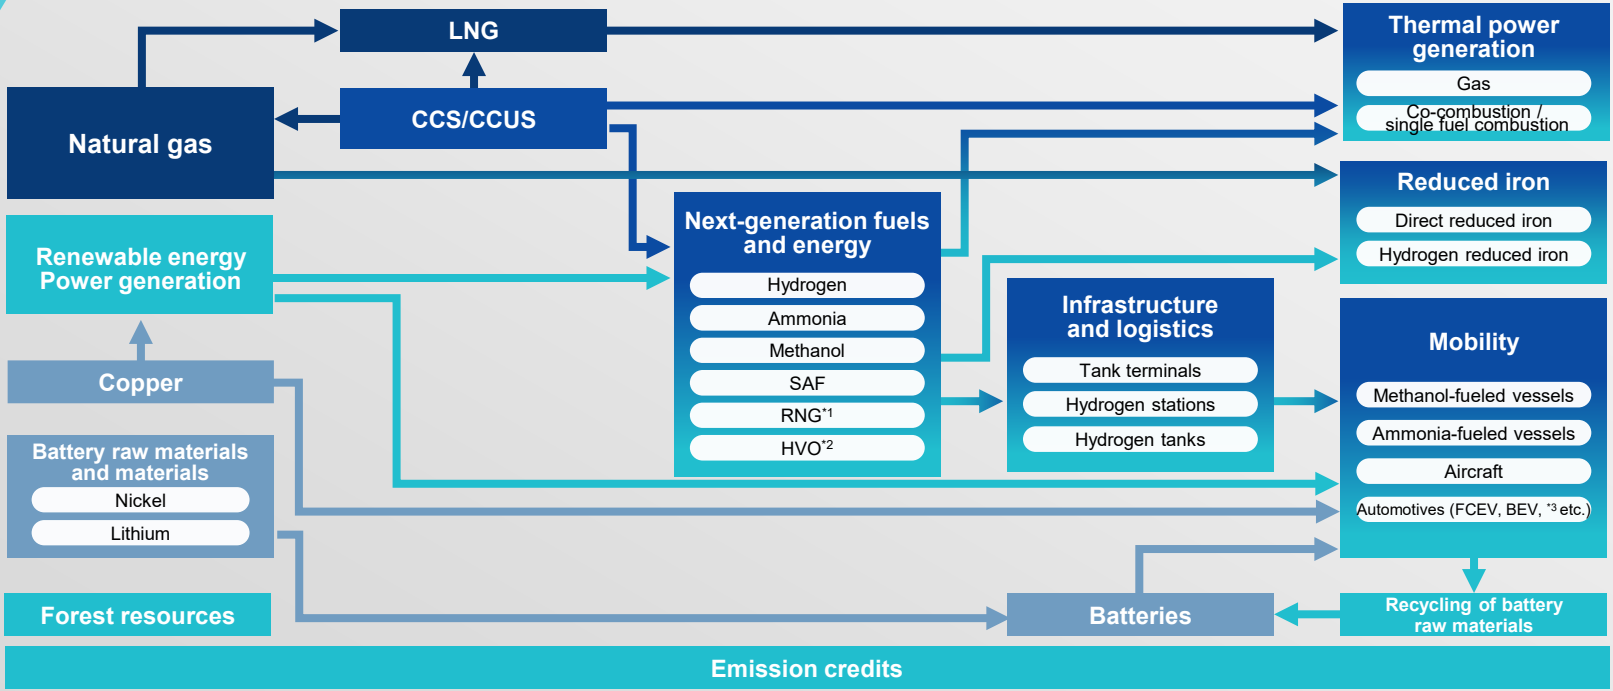 LNG
CCS/CCUS
Natural gas
Renewable energy
Power generation
Copper
Battery raw materials
and materials
Nickel
Lithium
Forest resources
Next-generation fuels
and energy
Hydrogen
Ammonia
Methanol
SAF
RNG*1
HVO*2
Infrastructure
and logistics
Tank terminals
Hydrogen stations
Hydrogen tanks
Batteries
Thermal power
generation
Gas
Co-combustion /
single fuel combustion
Reduced iron
Direct reduced iron
Hydrogen reduced iron
Mobility
Methanol-fueled vessels
Ammonia-fueled vessels
Aircraft
Automotives (FCEV, BEV, *3 etc.)
Recycling of battery
raw materials
Emission credits